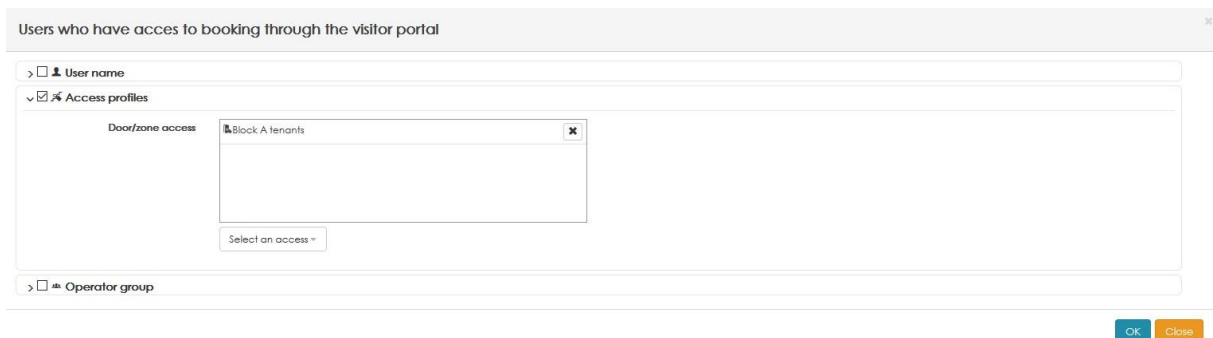 Users who have acces to booking through the visitor portal
User name
Access profiles
Door/zone access
Block A tenants
Select an access
Operator group
OK
Close